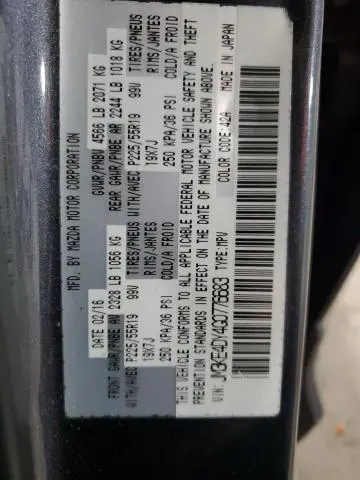 MFD. BY MAZDA MOTOR CORPORATION
DATE: 02/16 GVWR/PNBV 4568 LB 2071 KG
FRONT GAWR/PNBE AV 2328 LB 1056 KG REAR GAWR/PNBE AR 2244 LB 1018 KG
WITH/AVEC P225/55R19 99V TIRES/PNEUS WITH/AVEC P225/55R19 99V TIRES/PNEUS
19X7J RIMS/JANTES 19X7J RIMS/JANTES
250 KPA/36 PSI COLD/A FROID 250 KPA/36 PSI COLD/A FROID
THIS VEHICLE CONFORMS TO ALL APPLICABLE FEDERAL MOTOR VEHICLE SAFETY AND THEFT
PREVENTION STANDARDS IN EFFECT ON THE DATE OF MANUFACTURE SHOWN ABOVE.
COLOR CODE:42A MADE IN JAPAN
VIN: JM3KE4DY4G0776683 TYPE:MPV